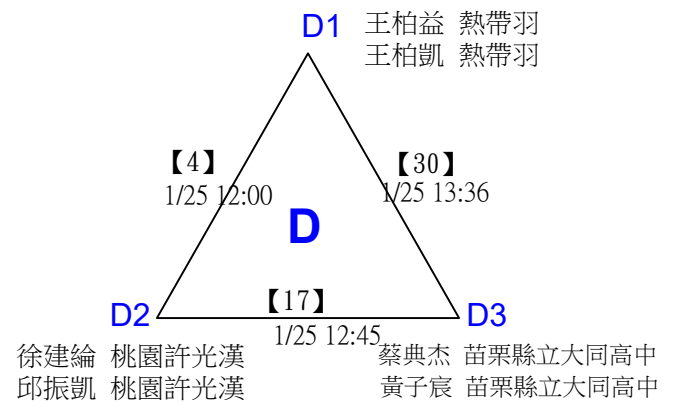 D1 王柏益 熱帶羽
王柏凱 熱帶羽
【4】
1/25 12:00
【30】
1/25 13:36
D
D2
【17】
D3
1/25 12:45
徐建綸 桃園許光漢
邱振凱 桃園許光漢
蔡典杰 苗栗縣立大同高中
黃子宸 苗栗縣立大同高中